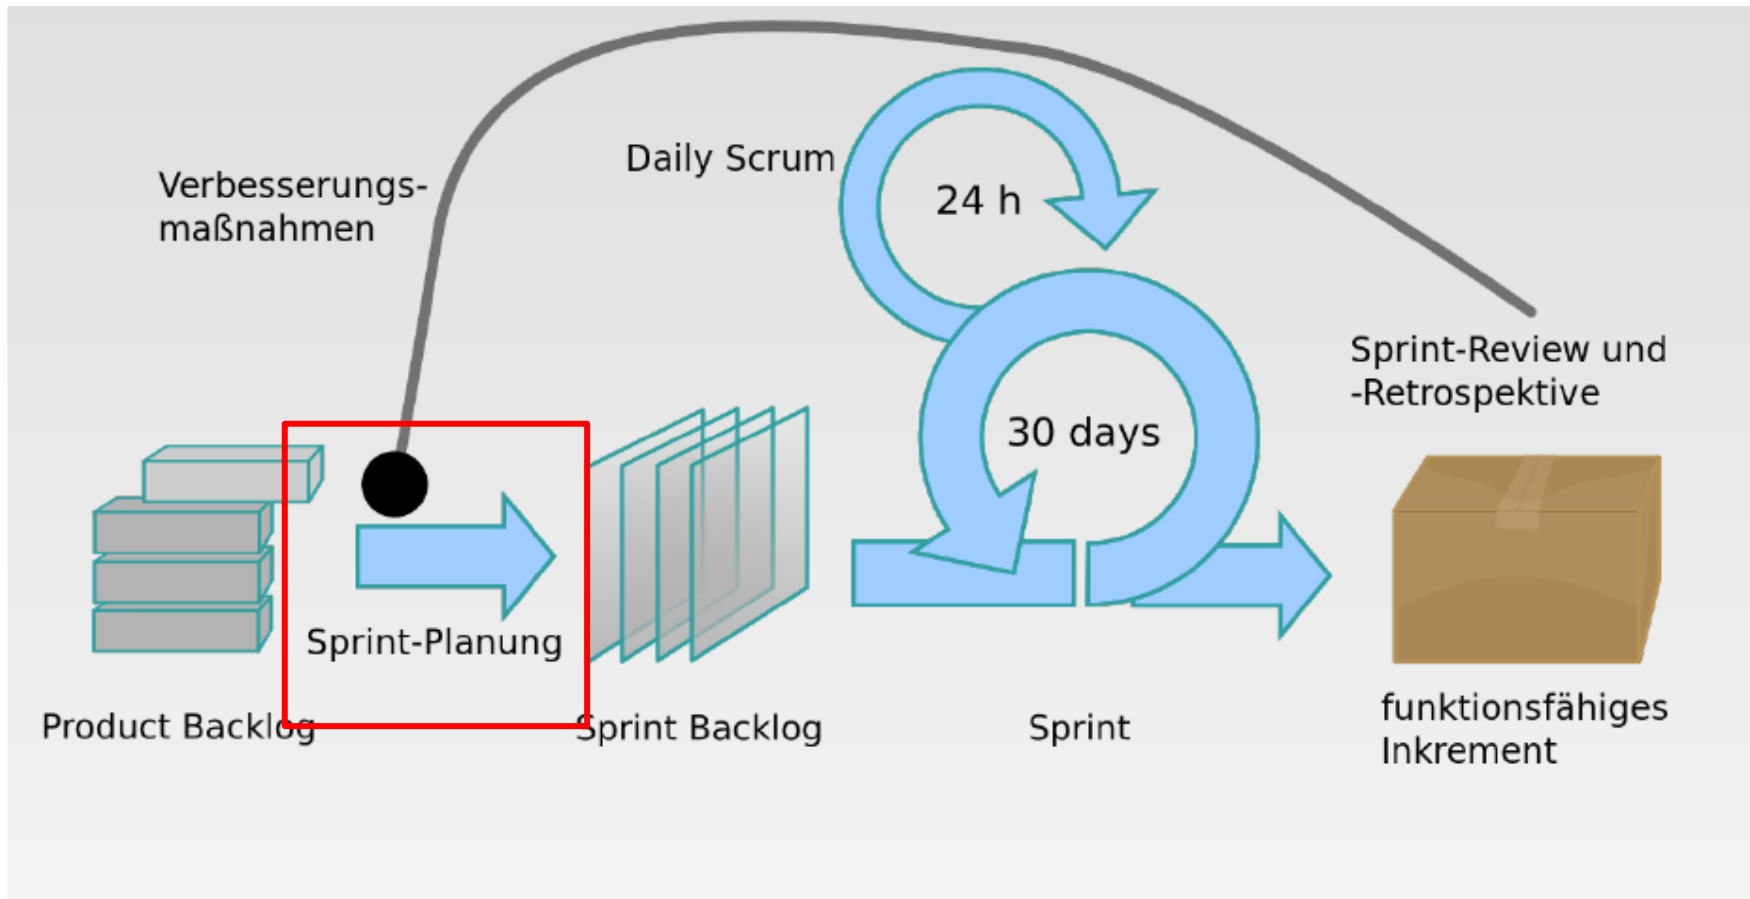 Daily Scrum
Verbesserungs-
maßnahmen
24 h
Sprint-Review und
-Retrospektive
30 days
Sprint-Planung
Product Backlog
Sprint Backlog
Sprint
funktionsfähiges
Inkrement